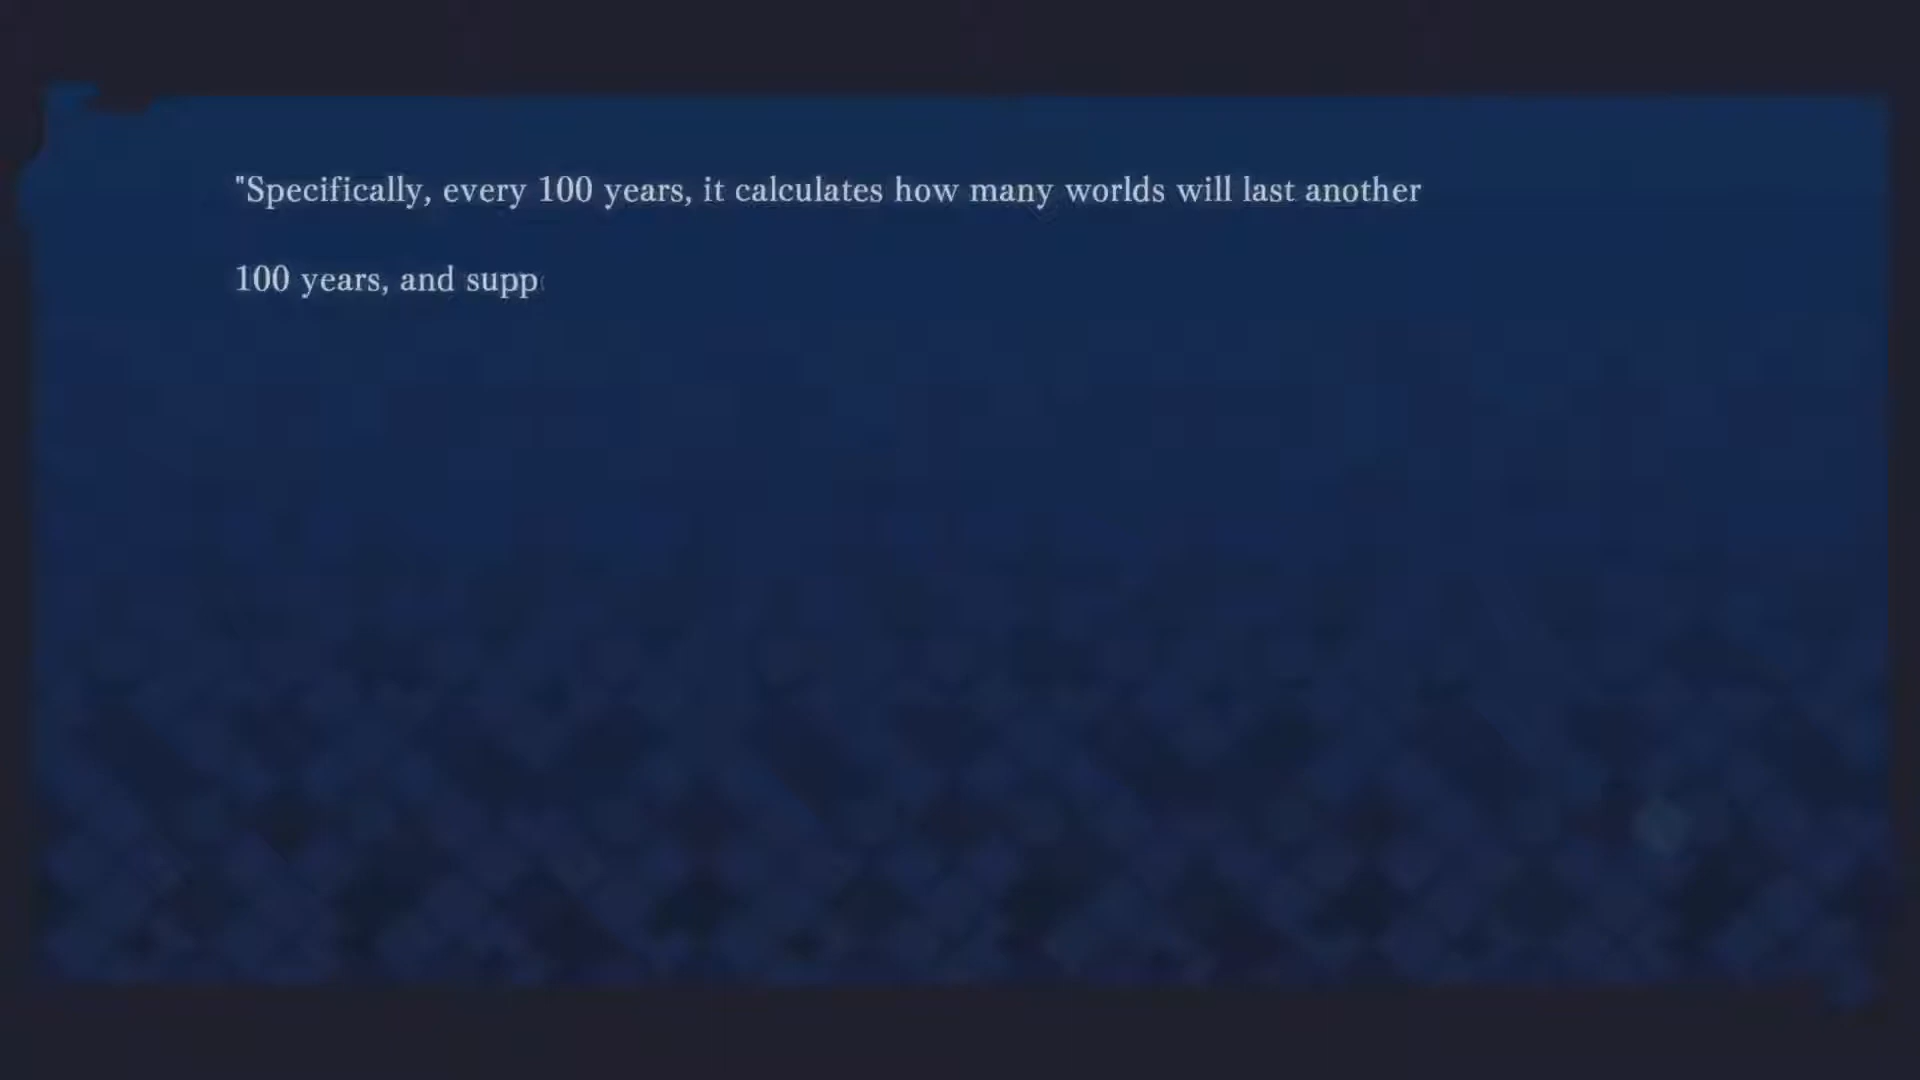 "Specifically, every 100 years, it calculates how many worlds will last another
100 years, and supp